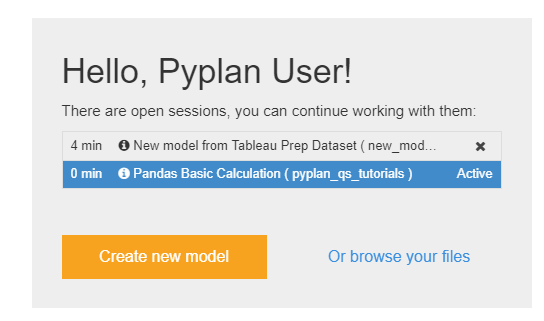 Hello, Pyplan User!
There are open sessions, you can continue working with them:
4 min New model from Tableau Prep Dataset ( new_mod...
0 min Pandas Basic Calculation ( pyplan_qs_tutorials ) Active
Create new model Or browse your files